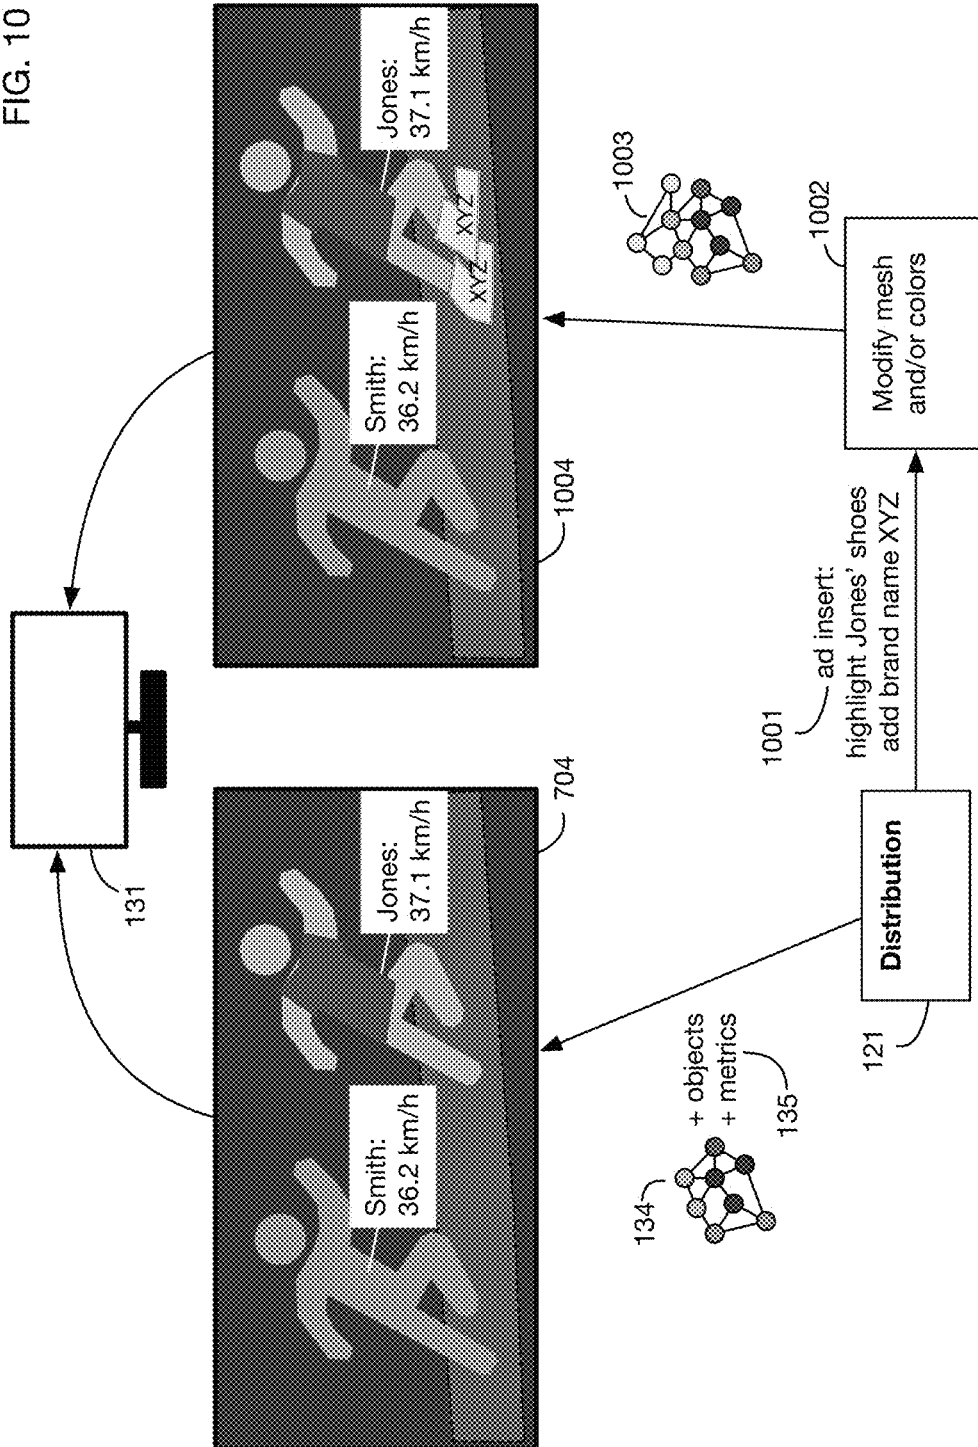 FIG. 10
131
Smith:
36.2 km/h
Jones:
37.1 km/h
704
Smith:
36.2 km/h
Jones:
37.1 km/h
XYZ
XYZ
1004
134
+ objects
+ metrics
135
121
Distribution
1001
ad insert:
highlight Jones' shoes
add brand name XYZ
1003
1002
Modify mesh
and/or colors